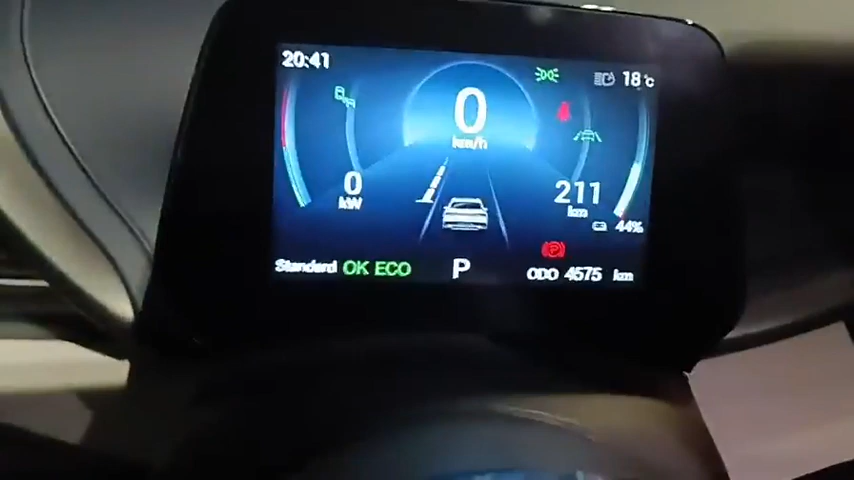 20:41
18°C
0
km/h
0
kW
211
km
44%
P
Standard OK ECO
P
ODO 4575 km